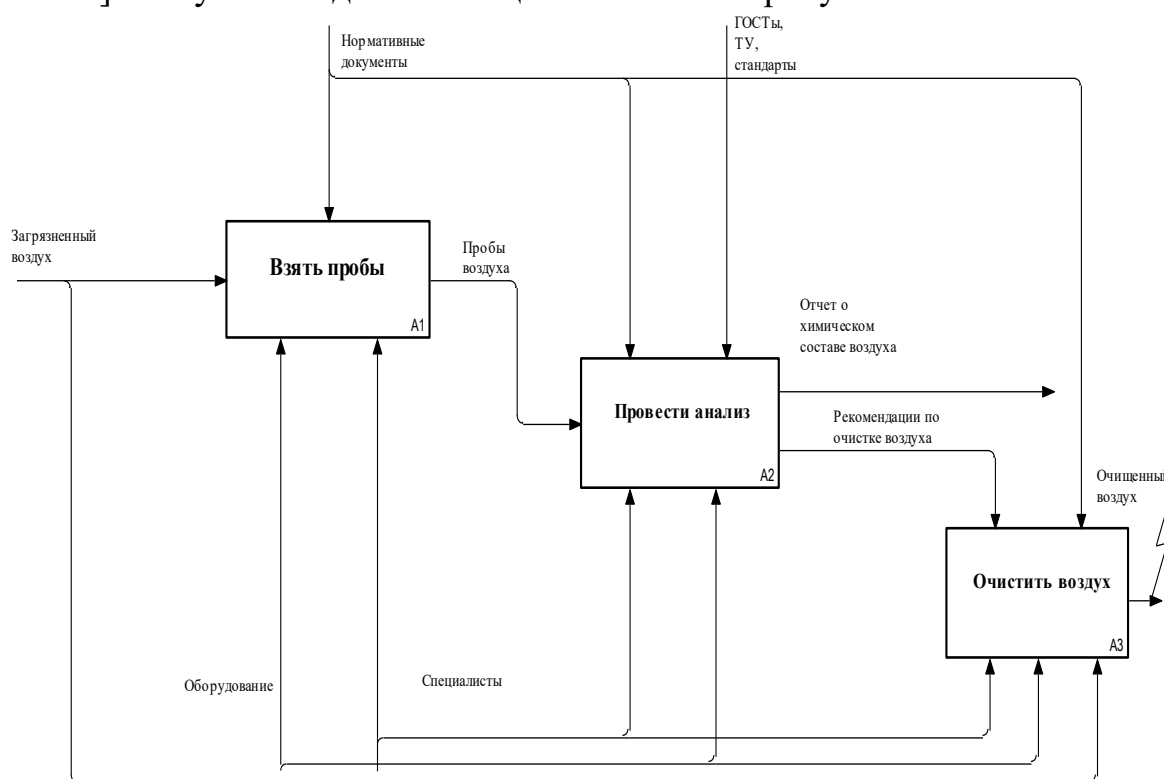 ГОСТы,
ТУ,
стандарты
Нормативные
документы
Загрязненный
воздух
Взять пробы
A1
Пробы
воздуха
Отчет о
химическом
составе воздуха
Провести анализ
A2
Рекомендации по
очистке воздуха
Очищенный
воздух
Очистить воздух
A3
Оборудование
Специалисты